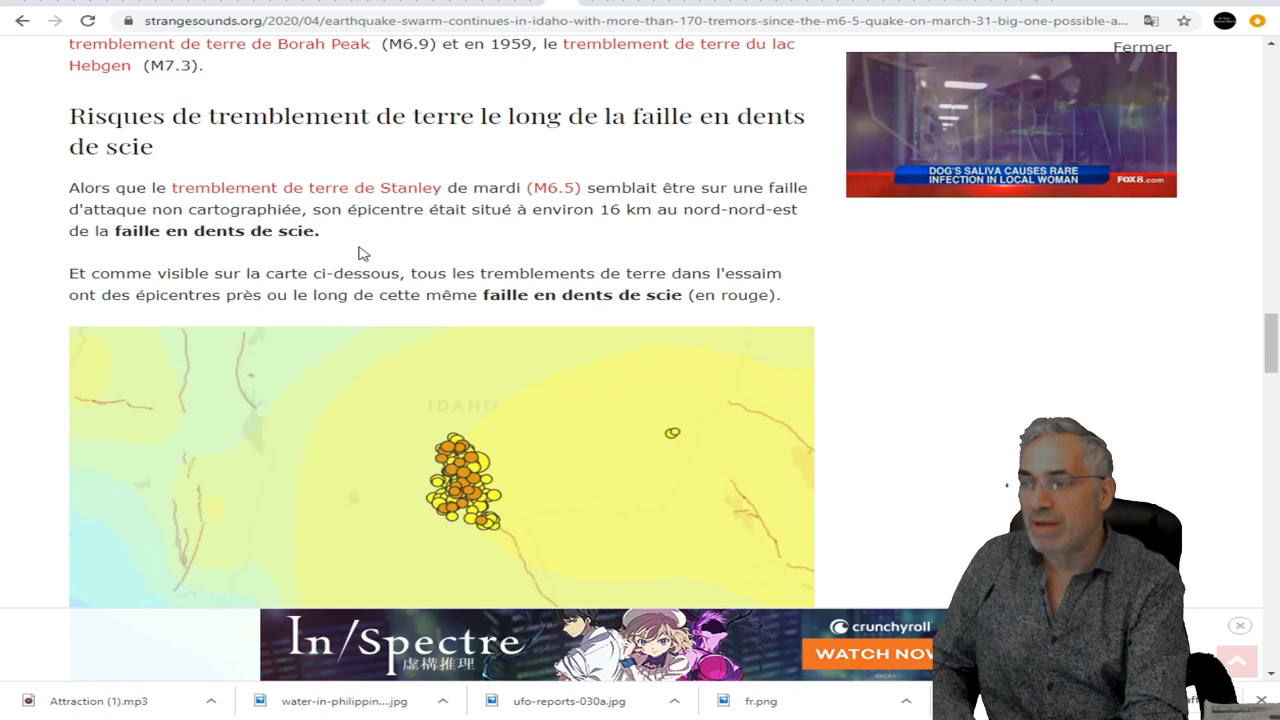 strangesounds.org/2020/04/earthquake-swarm-continues-in-idaho-with-more-than-170-tremors-since-the-m6-5-quake-on-march-31-big-one-possible-a...
tremblement de terre de Borah Peak (M6.9) et en 1959, le tremblement de terre du lac
Hebgen (M7.3).
Fermer
Risques de tremblement de terre le long de la faille en dents
de scie
DOG'S SALIVA CAUSES RARE
INFECTION IN LOCAL WOMAN
FOX8.com
Alors que le tremblement de terre de Stanley de mardi (M6.5) semblait être sur une faille
d'attaque non cartographiée, son épicentre était situé à environ 16 km au nord-nord-est
de la faille en dents de scie.
Et comme visible sur la carte ci-dessous, tous les tremblements de terre dans l'essaim
ont des épicentres près ou le long de cette même faille en dents de scie (en rouge).
IDAHO
In/Spectre
虚構推理
crunchyroll
WATCH NOW
Attraction (1).mp3
water-in-philippin....jpg
ufo-reports-030a.jpg
fr.png